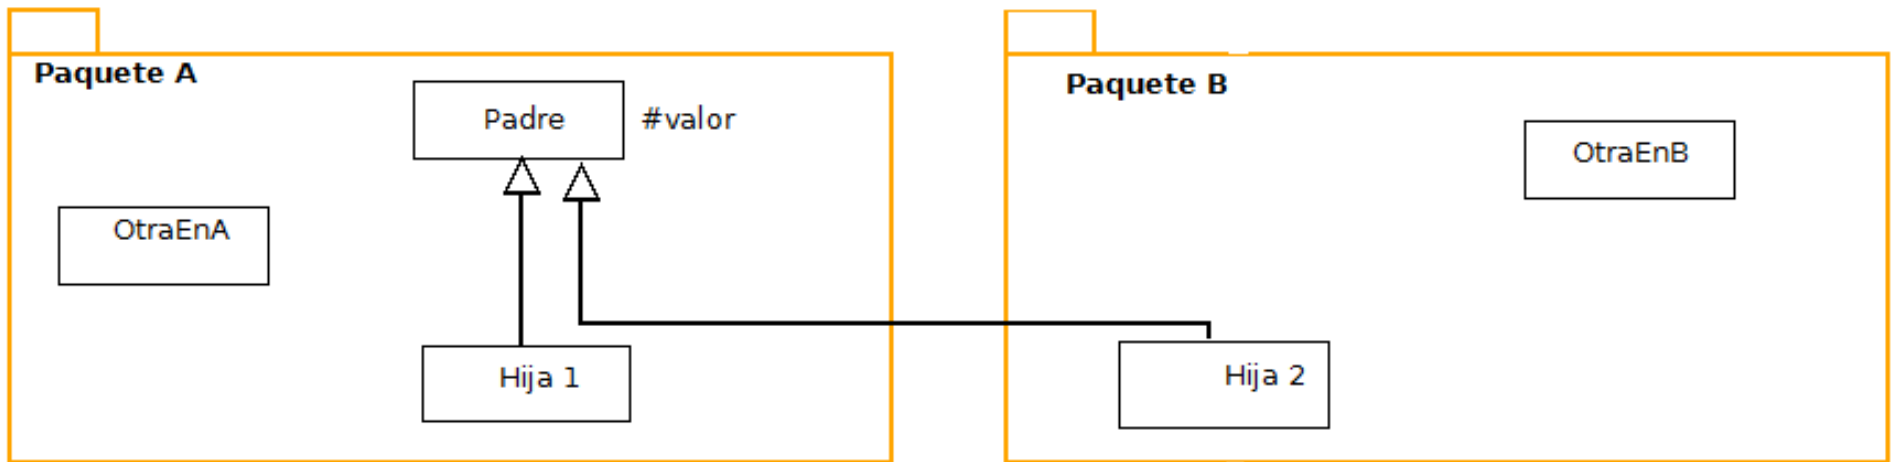 Paquete A
Padre
#valor
OtraEnA
Hija 1
Paquete B
OtraEnB
Hija 2